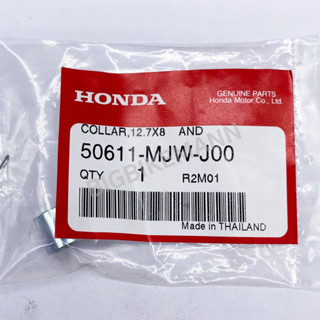 GENUINE PARTS
HONDA
Honda Motor Co., Ltd.
COLLAR,12.7X8 AND
50611-MJW-J00
QTY 1 R2M01
Made in THAILAND